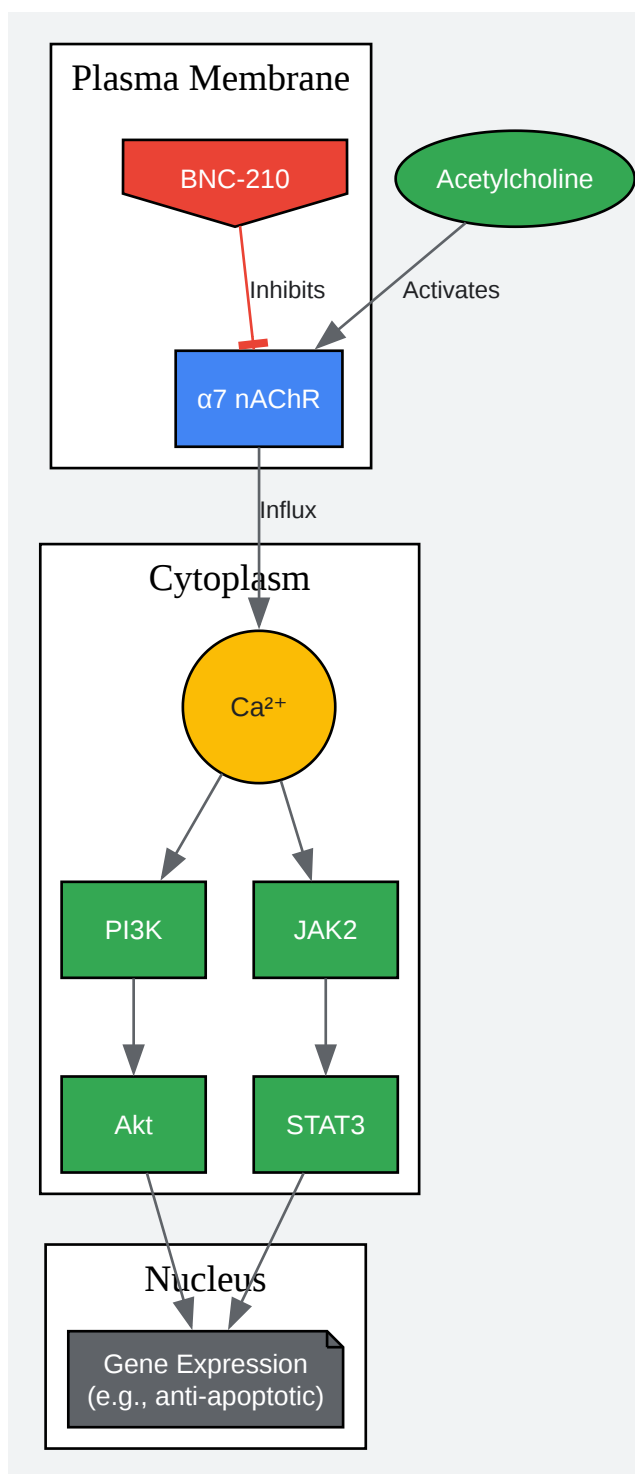 Plasma Membrane
BNC-210
Acetylcholine
Inhibits
Activates
α7 nAChR
Influx
Cytoplasm
Ca²⁺
PI3K
JAK2
Akt
STAT3
Nucleus
Gene Expression
(e.g., anti-apoptotic)